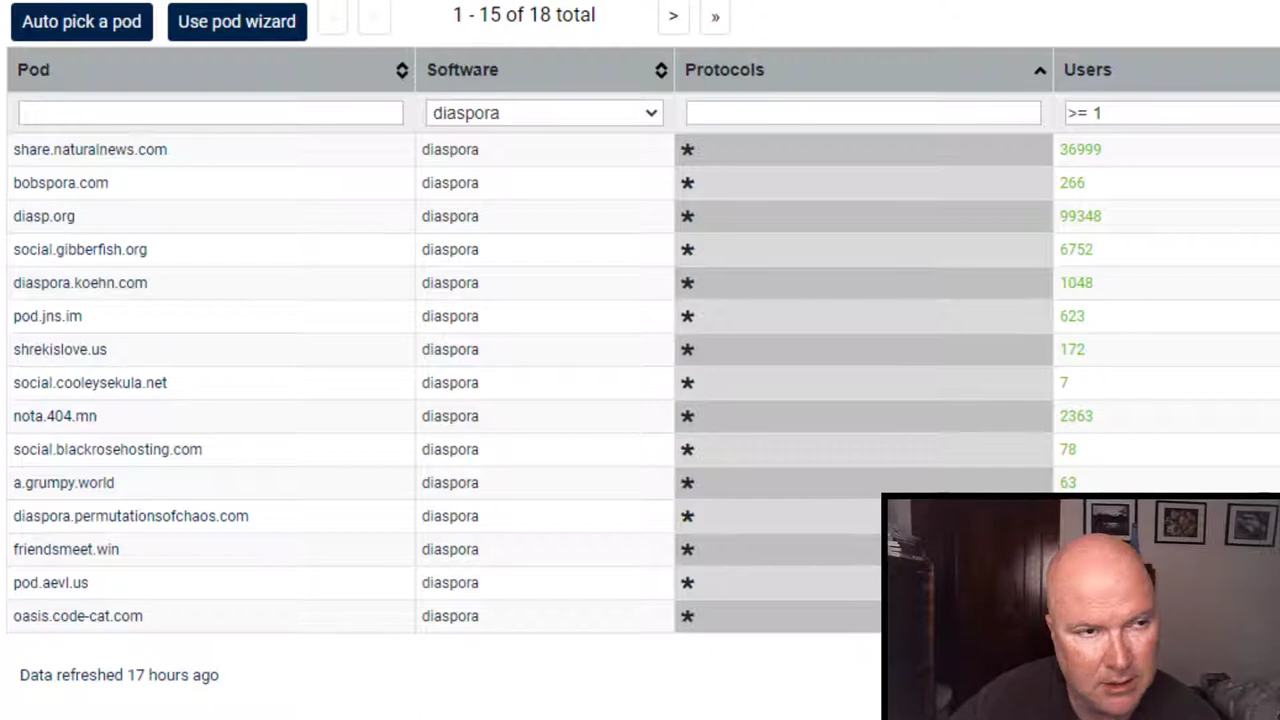 Auto pick a pod Use pod wizard 1 - 15 of 18 total > »
Pod Software Protocols Users
diaspora >= 1
share.naturalnews.com diaspora * 36999
bobspora.com diaspora * 266
diasp.org diaspora * 99348
social.gibberfish.org diaspora * 6752
diaspora.koehn.com diaspora * 1048
pod.jns.im diaspora * 623
shrekislove.us diaspora * 172
social.cooleysekula.net diaspora * 7
nota.404.mn diaspora * 2363
social.blackrosehosting.com diaspora * 78
a.grumpy.world diaspora * 63
diaspora.permutationsofchaos.com diaspora *
friendsmeet.win diaspora *
pod.aevl.us diaspora *
oasis.code-cat.com diaspora *
Data refreshed 17 hours ago